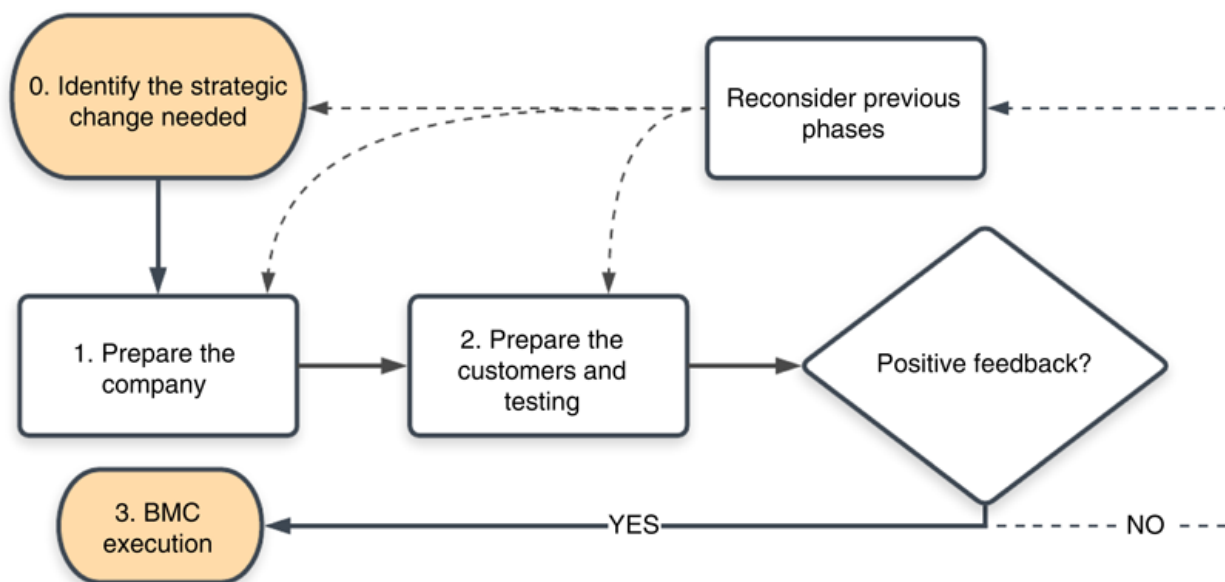 0. Identify the strategic
change needed
Reconsider previous
phases
1. Prepare the
company
2. Prepare the
customers and
testing
Positive feedback?
3. BMC
execution
YES
NO